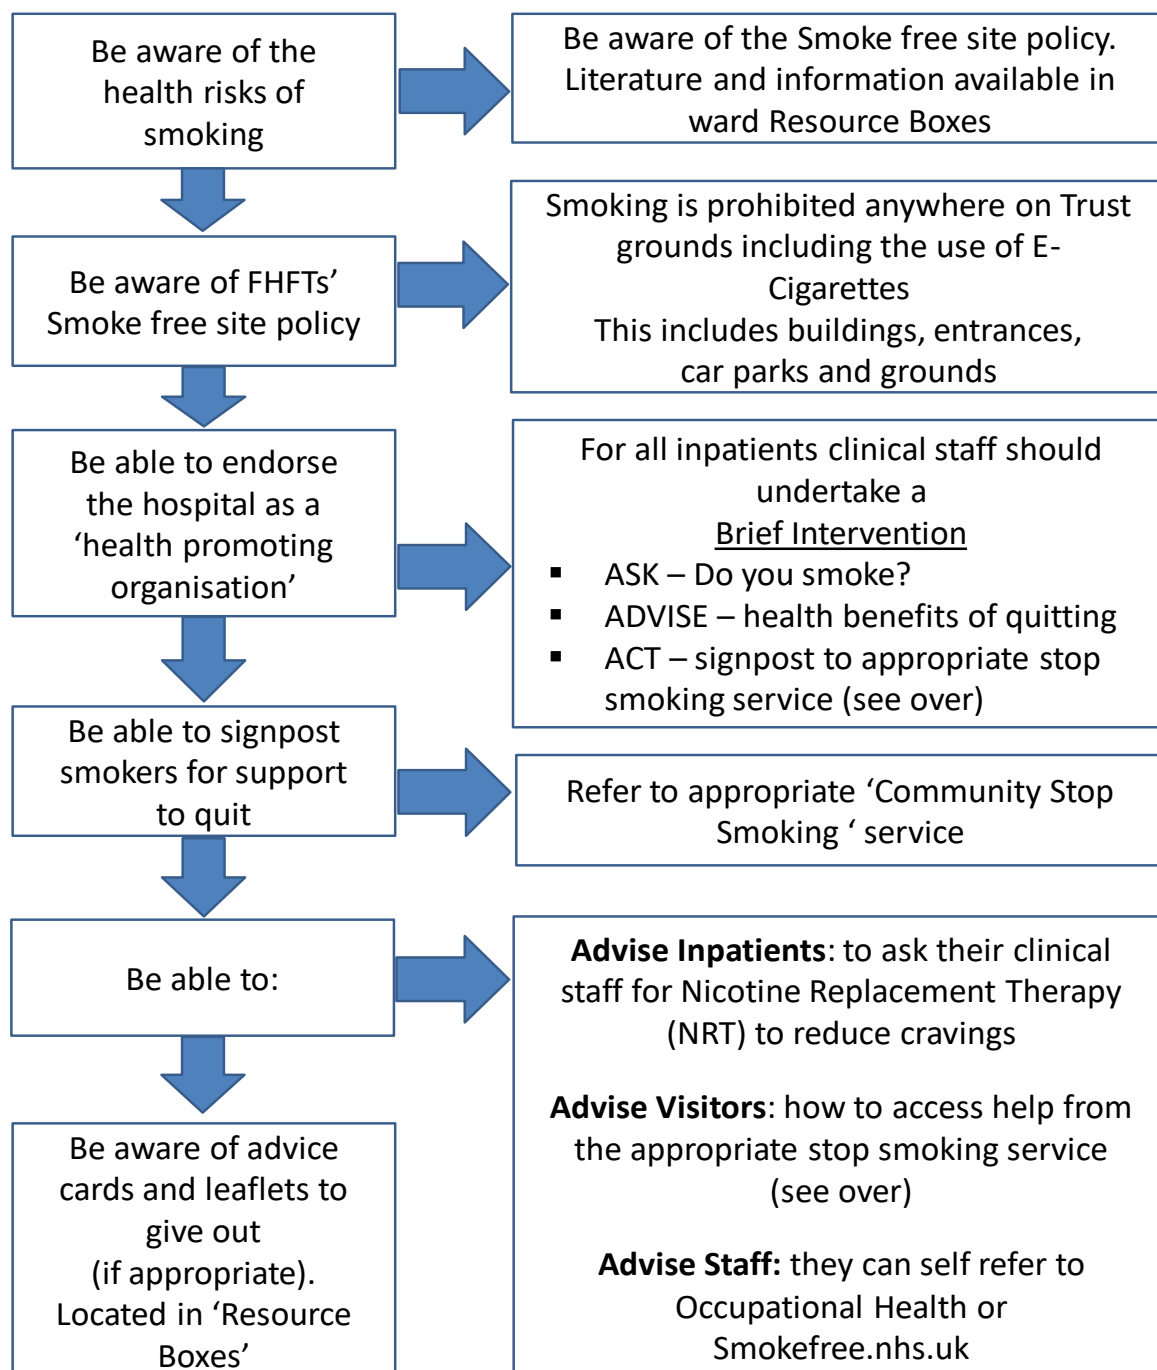 Be aware of the
health risks of
smoking
Be aware of the Smoke free site policy.
Literature and information available in
ward Resource Boxes
Be aware of FHFTs’
Smoke free site policy
Smoking is prohibited anywhere on Trust
grounds including the use of E-
Cigarettes
This includes buildings, entrances,
car parks and grounds
Be able to endorse
the hospital as a
‘health promoting
organisation’
For all inpatients clinical staff should
undertake a
Brief Intervention
▪ ASK – Do you smoke?
▪ ADVISE – health benefits of quitting
▪ ACT – signpost to appropriate stop
smoking service (see over)
Be able to signpost
smokers for support
to quit
Refer to appropriate ‘Community Stop
Smoking ‘ service
Be able to:
Advise Inpatients: to ask their clinical
staff for Nicotine Replacement Therapy
(NRT) to reduce cravings
Advise Visitors: how to access help from
the appropriate stop smoking service
(see over)
Advise Staff: they can self refer to
Occupational Health or
Smokefree.nhs.uk
Be aware of advice
cards and leaflets to
give out
(if appropriate).
Located in ‘Resource
Boxes’